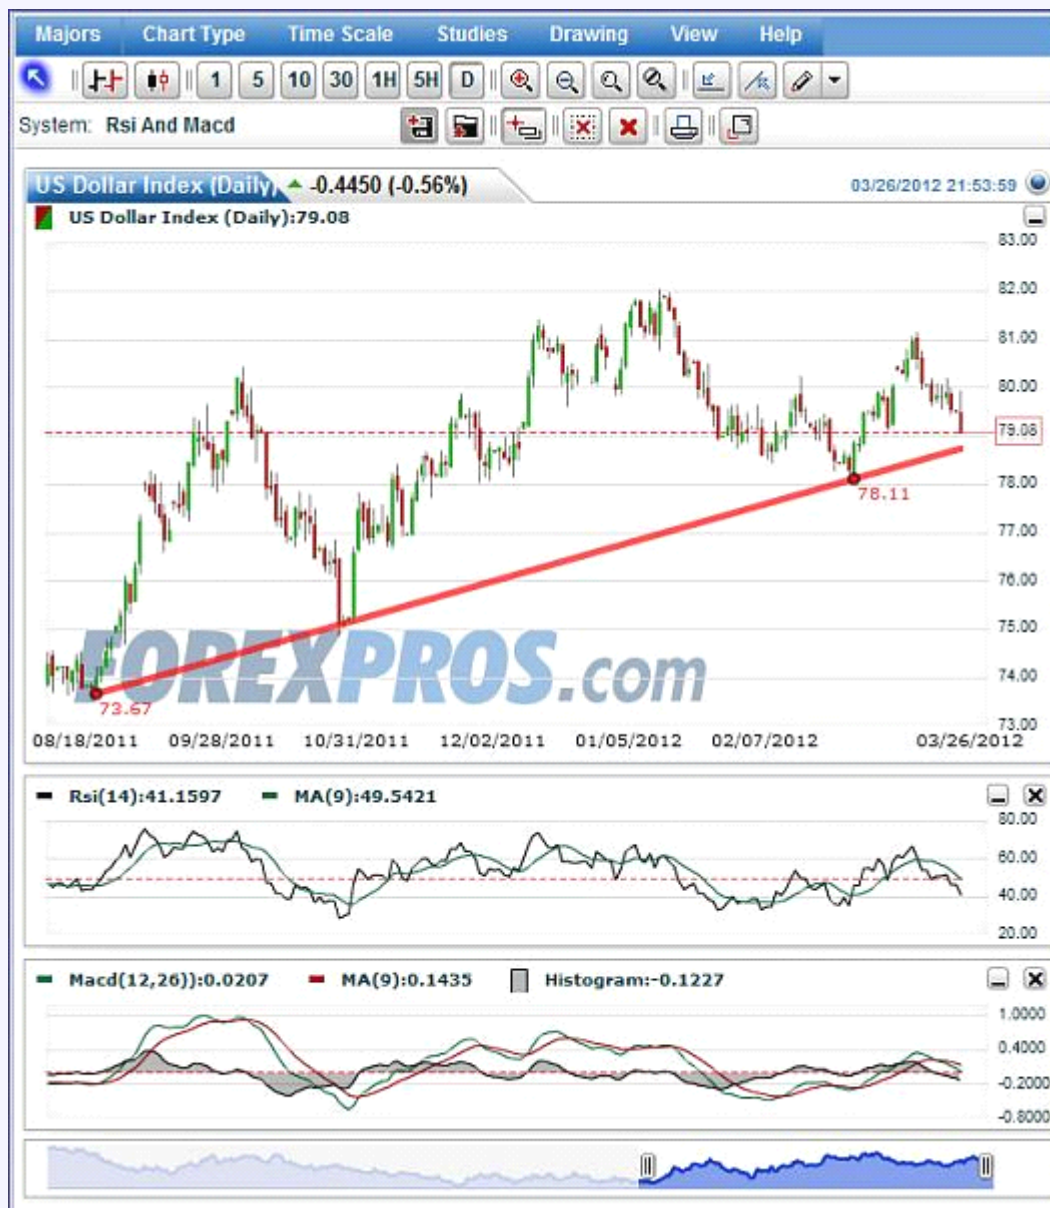 Majors Chart Type Time Scale Studies Drawing View Help
1 5 10 30 1H 5H D
System: Rsi And Macd
US Dollar Index (Daily) -0.4450 (-0.56%) 03/26/2012 21:53:59
US Dollar Index (Daily):79.08
83.00
82.00
81.00
80.00
79.08
78.00
78.11
77.00
76.00
75.00
FOREXPROS.com
74.00
73.67
73.00
08/18/2011 09/28/2011 10/31/2011 12/02/2011 01/05/2012 02/07/2012 03/26/2012
Rsi(14):41.1597 MA(9):49.5421
80.00
60.00
40.00
20.00
Macd(12,26)):0.0207 MA(9):0.1435 Histogram:-0.1227
1.0000
0.4000
-0.2000
-0.8000